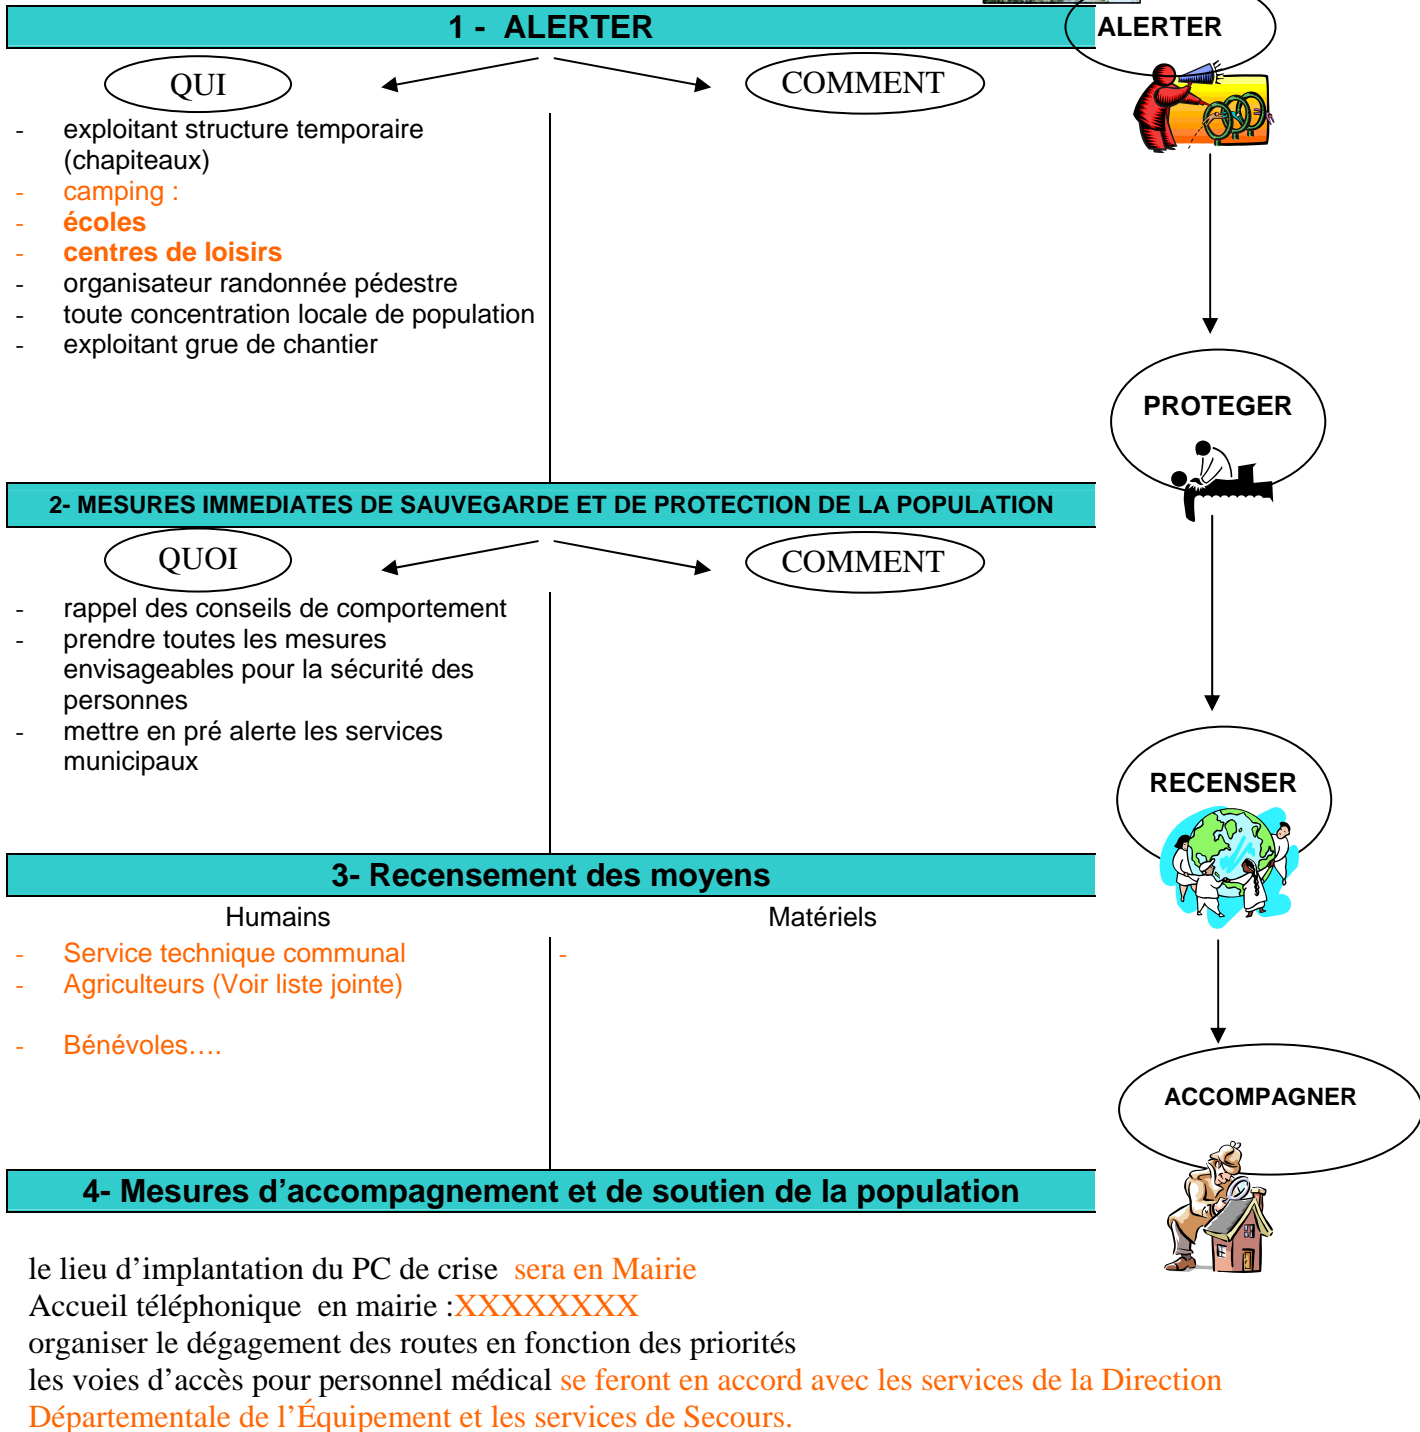 1 - ALERTER
ALERTER
QUI
COMMENT
- exploitant structure temporaire
(chapiteaux)
- camping :
- écoles
- centres de loisirs
- organisateur randonnée pédestre
- toute concentration locale de population
- exploitant grue de chantier
PROTEGER
2- MESURES IMMEDIATES DE SAUVEGARDE ET DE PROTECTION DE LA POPULATION
QUOI
COMMENT
- rappel des conseils de comportement
- prendre toutes les mesures
envisageables pour la sécurité des
personnes
- mettre en pré alerte les services
municipaux
RECENSER
3- Recensement des moyens
Humains
Matériels
- Service technique communal
-
- Agriculteurs (Voir liste jointe)
- Bénévoles….
ACCOMPAGNER
4- Mesures d’accompagnement et de soutien de la population
le lieu d’implantation du PC de crise sera en Mairie
Accueil téléphonique en mairie :XXXXXXXX
organiser le dégagement des routes en fonction des priorités
les voies d’accès pour personnel médical se feront en accord avec les services de la Direction
Départementale de l’Équipement et les services de Secours.